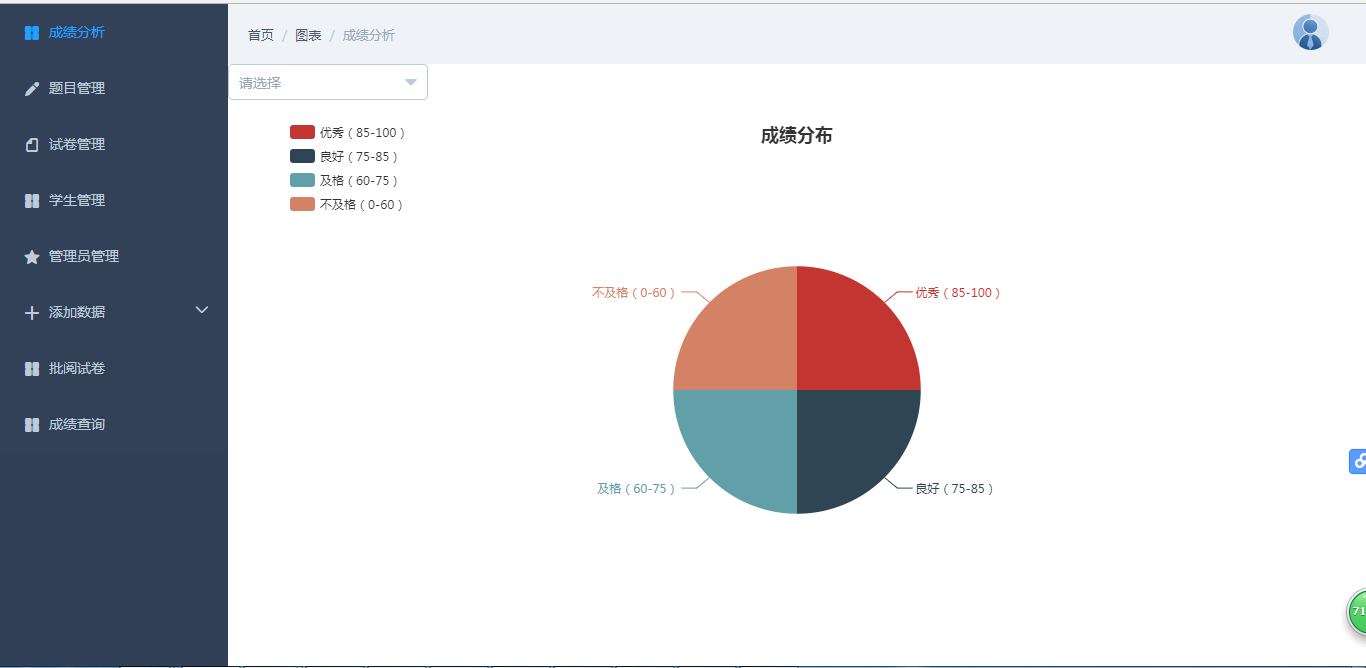 成绩分析
题目管理
试卷管理
学生管理
管理员管理
添加数据
批阅试卷
成绩查询
首页 / 图表 / 成绩分析
请选择
优秀（85-100）
良好（75-85）
及格（60-75）
不及格（0-60）
成绩分布
不及格（0-60）
优秀（85-100）
及格（60-75）
良好（75-85）
71